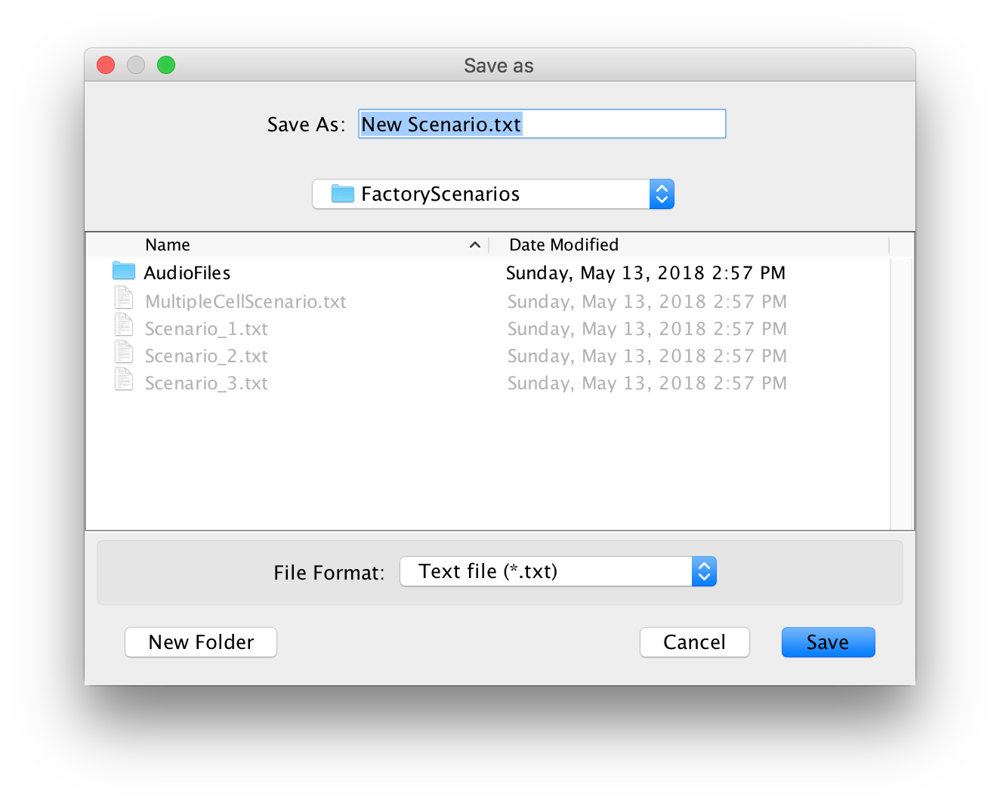 Save as
Save As: New Scenario.txt
FactoryScenarios
Name Date Modified
AudioFiles Sunday, May 13, 2018 2:57 PM
MultipleCellScenario.txt Sunday, May 13, 2018 2:57 PM
Scenario_1.txt Sunday, May 13, 2018 2:57 PM
Scenario_2.txt Sunday, May 13, 2018 2:57 PM
Scenario_3.txt Sunday, May 13, 2018 2:57 PM
File Format: Text file (*.txt)
New Folder Cancel Save